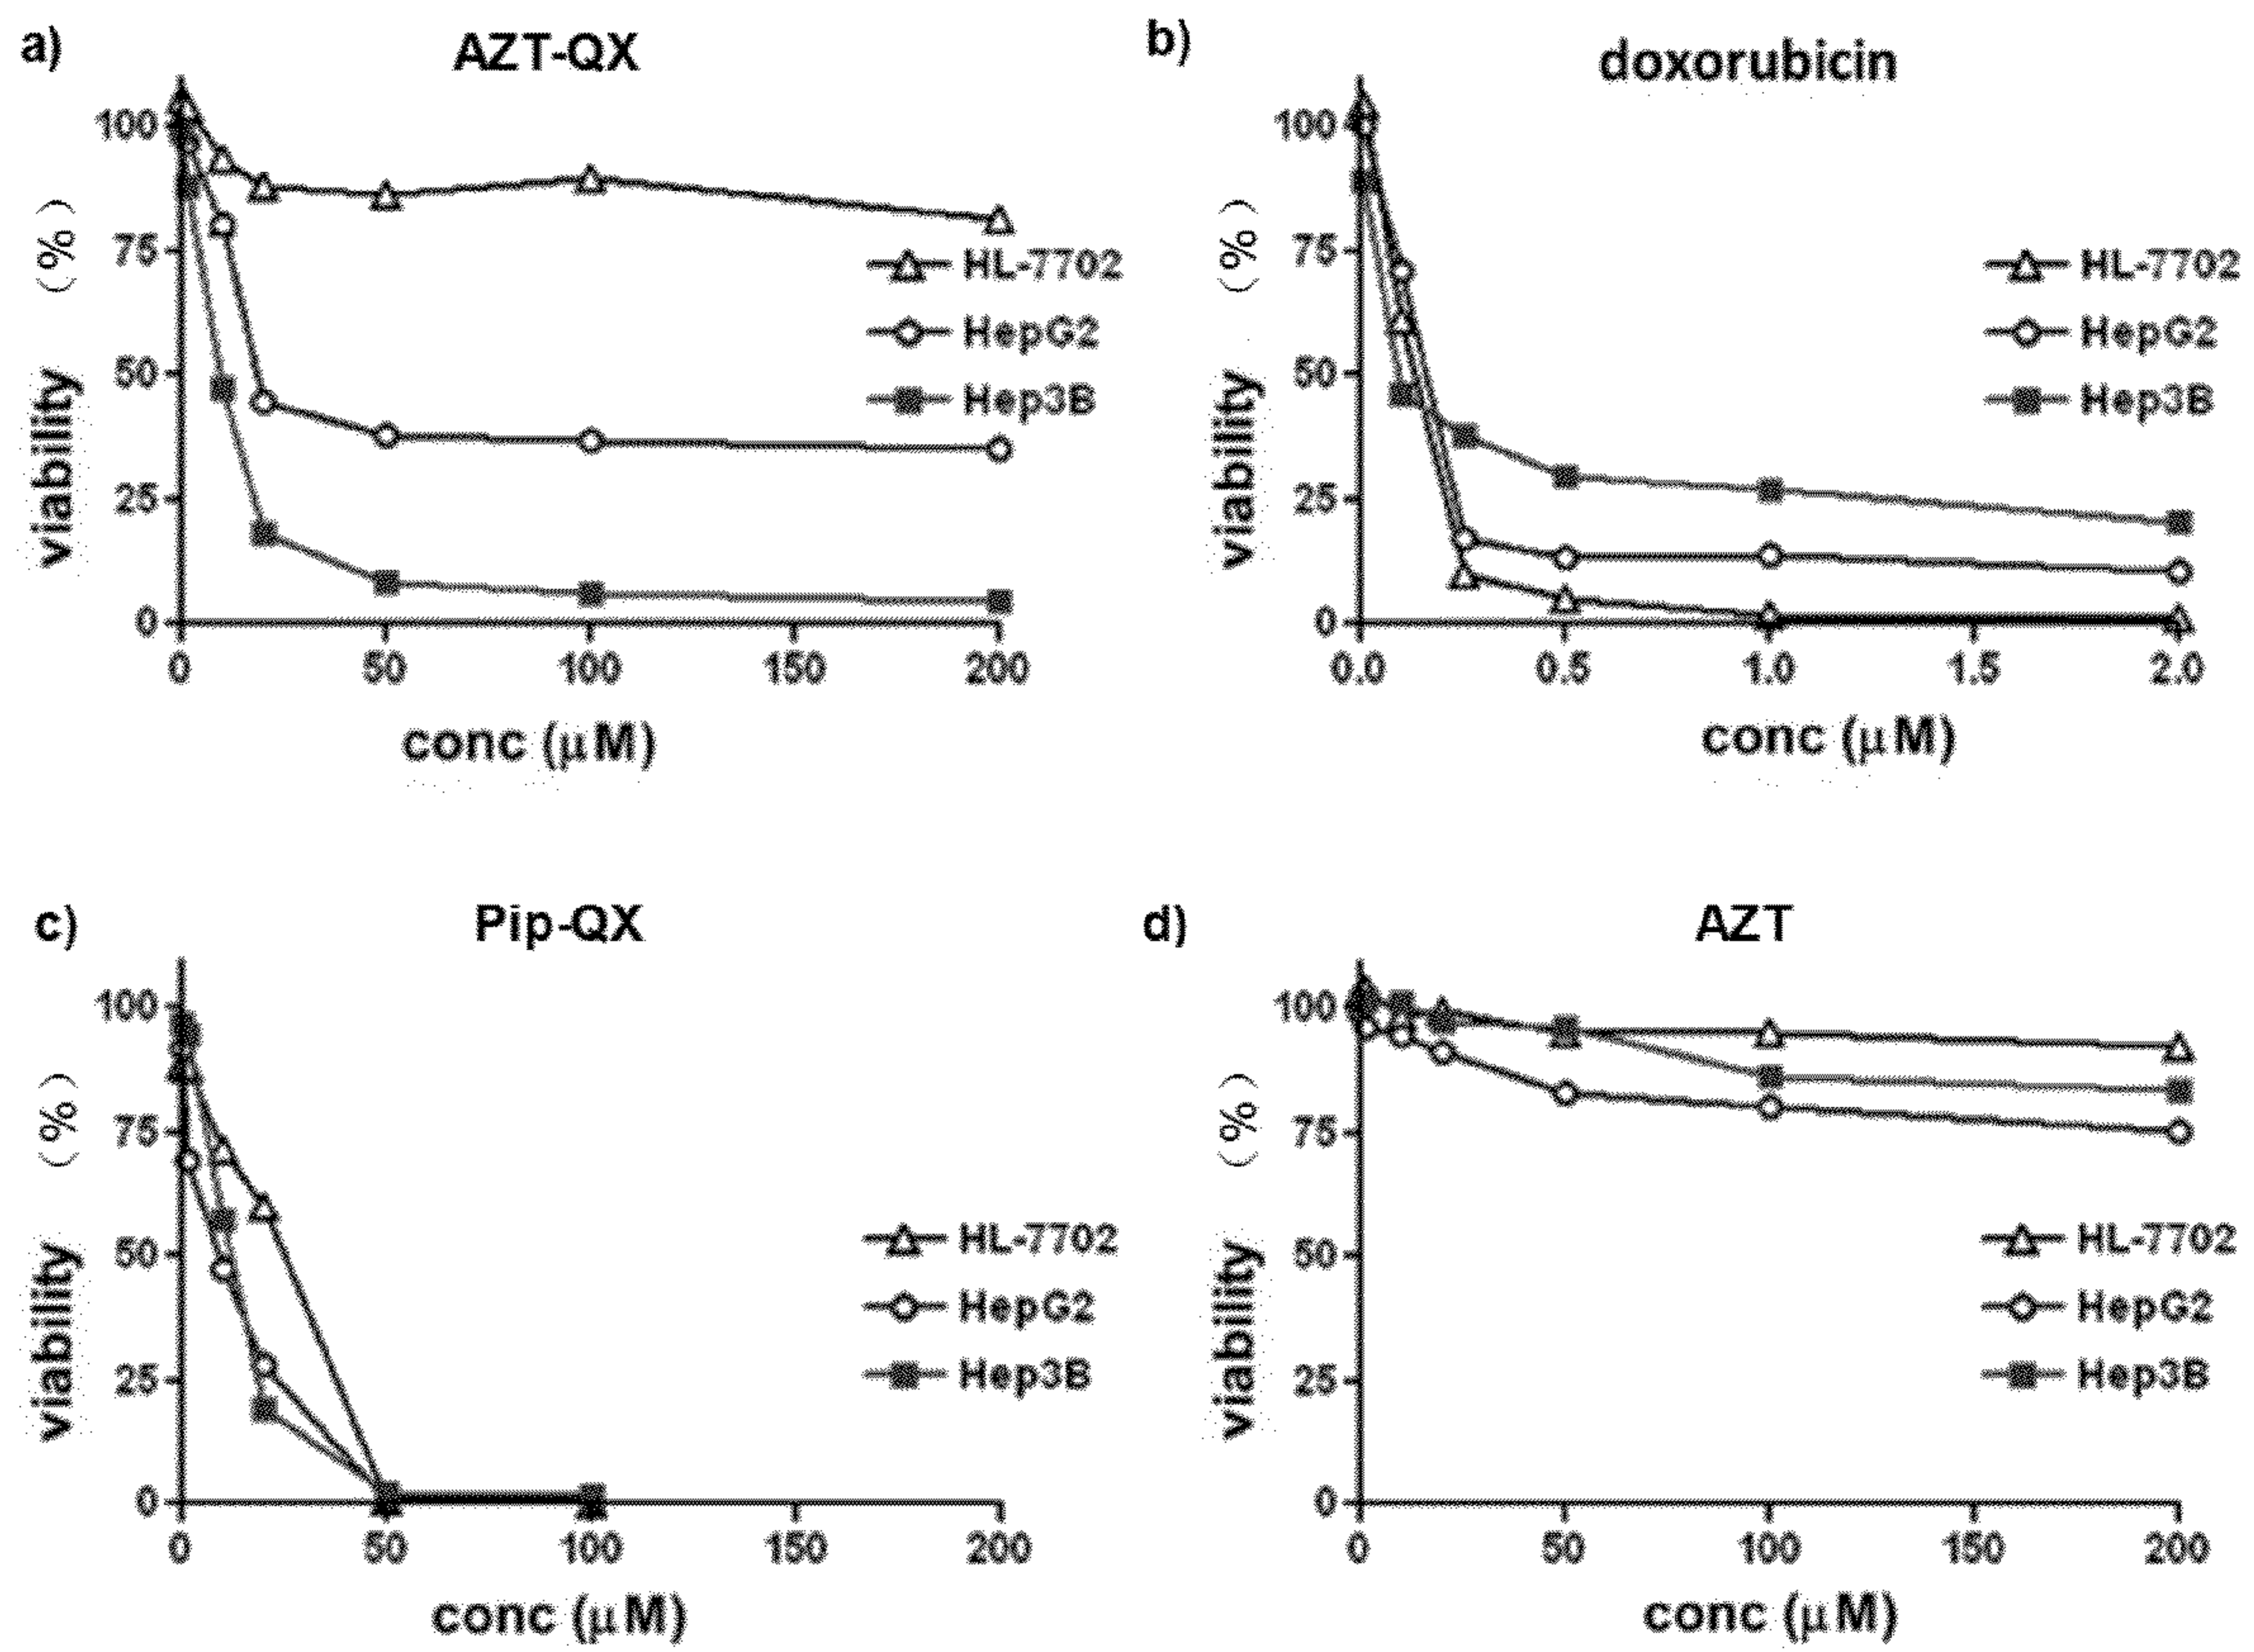 a)
AZT-QX
100
75
50
25
0
viability (%)
0 50 100 150 200
conc (μM)
HL-7702
HepG2
Hep3B
b)
doxorubicin
100
75
50
25
0
viability (%)
0.0 0.5 1.0 1.5 2.0
conc (μM)
HL-7702
HepG2
Hep3B
c)
Pip-QX
100
75
50
25
0
viability (%)
0 50 100 150 200
conc (μM)
HL-7702
HepG2
Hep3B
d)
AZT
100
75
50
25
0
viability (%)
0 50 100 150 200
conc (μM)
HL-7702
HepG2
Hep3B